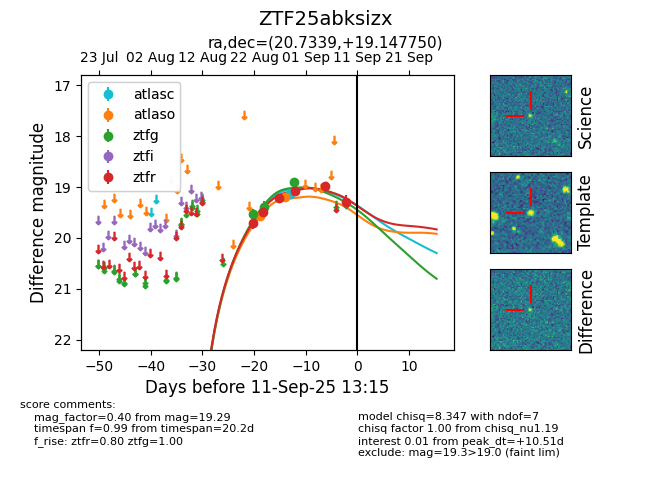 ZTF25abksizx
ra,dec=(20.7339,+19.147750)
23 Jul 02 Aug 12 Aug 22 Aug 01 Sep 11 Sep 21 Sep
17
18
19
20
21
22
Difference magnitude
atlasc
atlaso
ztfg
ztfi
ztfr
−50 −40 −30 −20 −10 0 10
Days before 11-Sep-25 13:15
Science
Template
Difference
score comments:
mag_factor=0.40 from mag=19.29
timespan f=0.99 from timespan=20.2d
f_rise: ztfr=0.80 ztfg=1.00
model chisq=8.347 with ndof=7
chisq factor 1.00 from chisq_nu1.19
interest 0.01 from peak_dt=+10.51d
exclude: mag=19.3>19.0 (faint lim)